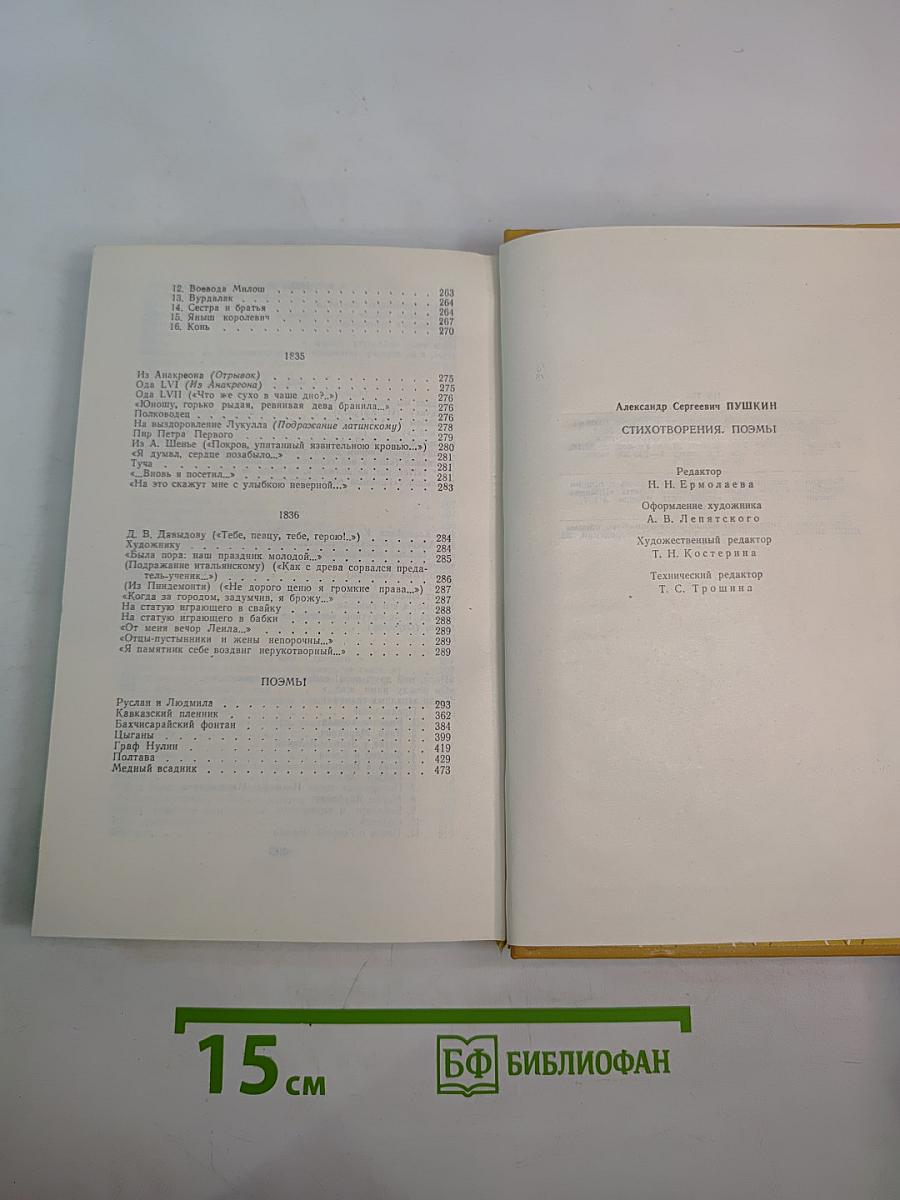 12. Воевода Милош . . . . . . . . . . . . 263
13. Вурдалак . . . . . . . . . . . . 264
14. Сестра и братья . . . . . . . . . . . . 264
15. Яныш королевич . . . . . . . . . . . . 267
16. Конь . . . . . . . . . . . . 270
1835
Из Анакреона (Отрывок) . . . . . . . . . . . . 275
Ода LVI (Из Анакреона) . . . . . . . . . . . . 275
Ода LVII («Что же сухо в чаше дно?..») . . . . . . . 276
«Юношу, горько рыдая, ревнивая дева бранила...» . . . 276
Полководец . . . . . . . . . . . . 276
На выздоровление Лукулла (Подражание латинскому) . . 278
Пир Петра Первого . . . . . . . . . . . . 279
Из А. Шенье («Покров, упитанный язвительною кровью...») 280
«Я думал, сердце позабыло...» . . . . . . . . . . 281
Туча . . . . . . . . . . . . 281
«...Вновь я посетил...» . . . . . . . . . . . . 281
«На это скажут мне с улыбкою неверной...» . . . . . . 283
1836
Д. В. Давыдову («Тебе, певцу, тебе, герою!..») . . . . . 284
Художнику . . . . . . . . . . . . 284
«Была пора: наш праздник молодой...» . . . . . . . 285
(Подражание итальянскому) («Как с древа сорвался преда-
тель-ученик...») . . . . . . . . . . . . 286
(Из Пиндемонти) («Не дорого ценю я громкие права...») 287
«Когда за городом, задумчив, я брожу...» . . . . . . . 287
На статую играющего в свайку . . . . . . . . . . 288
На статую играющего в бабки . . . . . . . . . . 288
«От меня вечор Леила...» . . . . . . . . . . . . 289
«Отцы-пустынники и жены непорочны...» . . . . . . . 289
«Я памятник себе воздвиг нерукотворный...» . . . . . . 289
ПОЭМЫ
Руслан и Людмила . . . . . . . . . . . . 293
Кавказский пленник . . . . . . . . . . . . 362
Бахчисарайский фонтан . . . . . . . . . . . . 384
Цыганы . . . . . . . . . . . . 399
Граф Нулин . . . . . . . . . . . . 419
Полтава . . . . . . . . . . . . 429
Медный всадник . . . . . . . . . . . . 473
Александр Сергеевич ПУШКИН
СТИХОТВОРЕНИЯ. ПОЭМЫ
Редактор
Н. Н. Ермолаева
Оформление художника
А. В. Лепятского
Художественный редактор
Т. Н. Костерина
Технический редактор
Т. С. Трошина
15 см
БФ БИБЛИОФАН